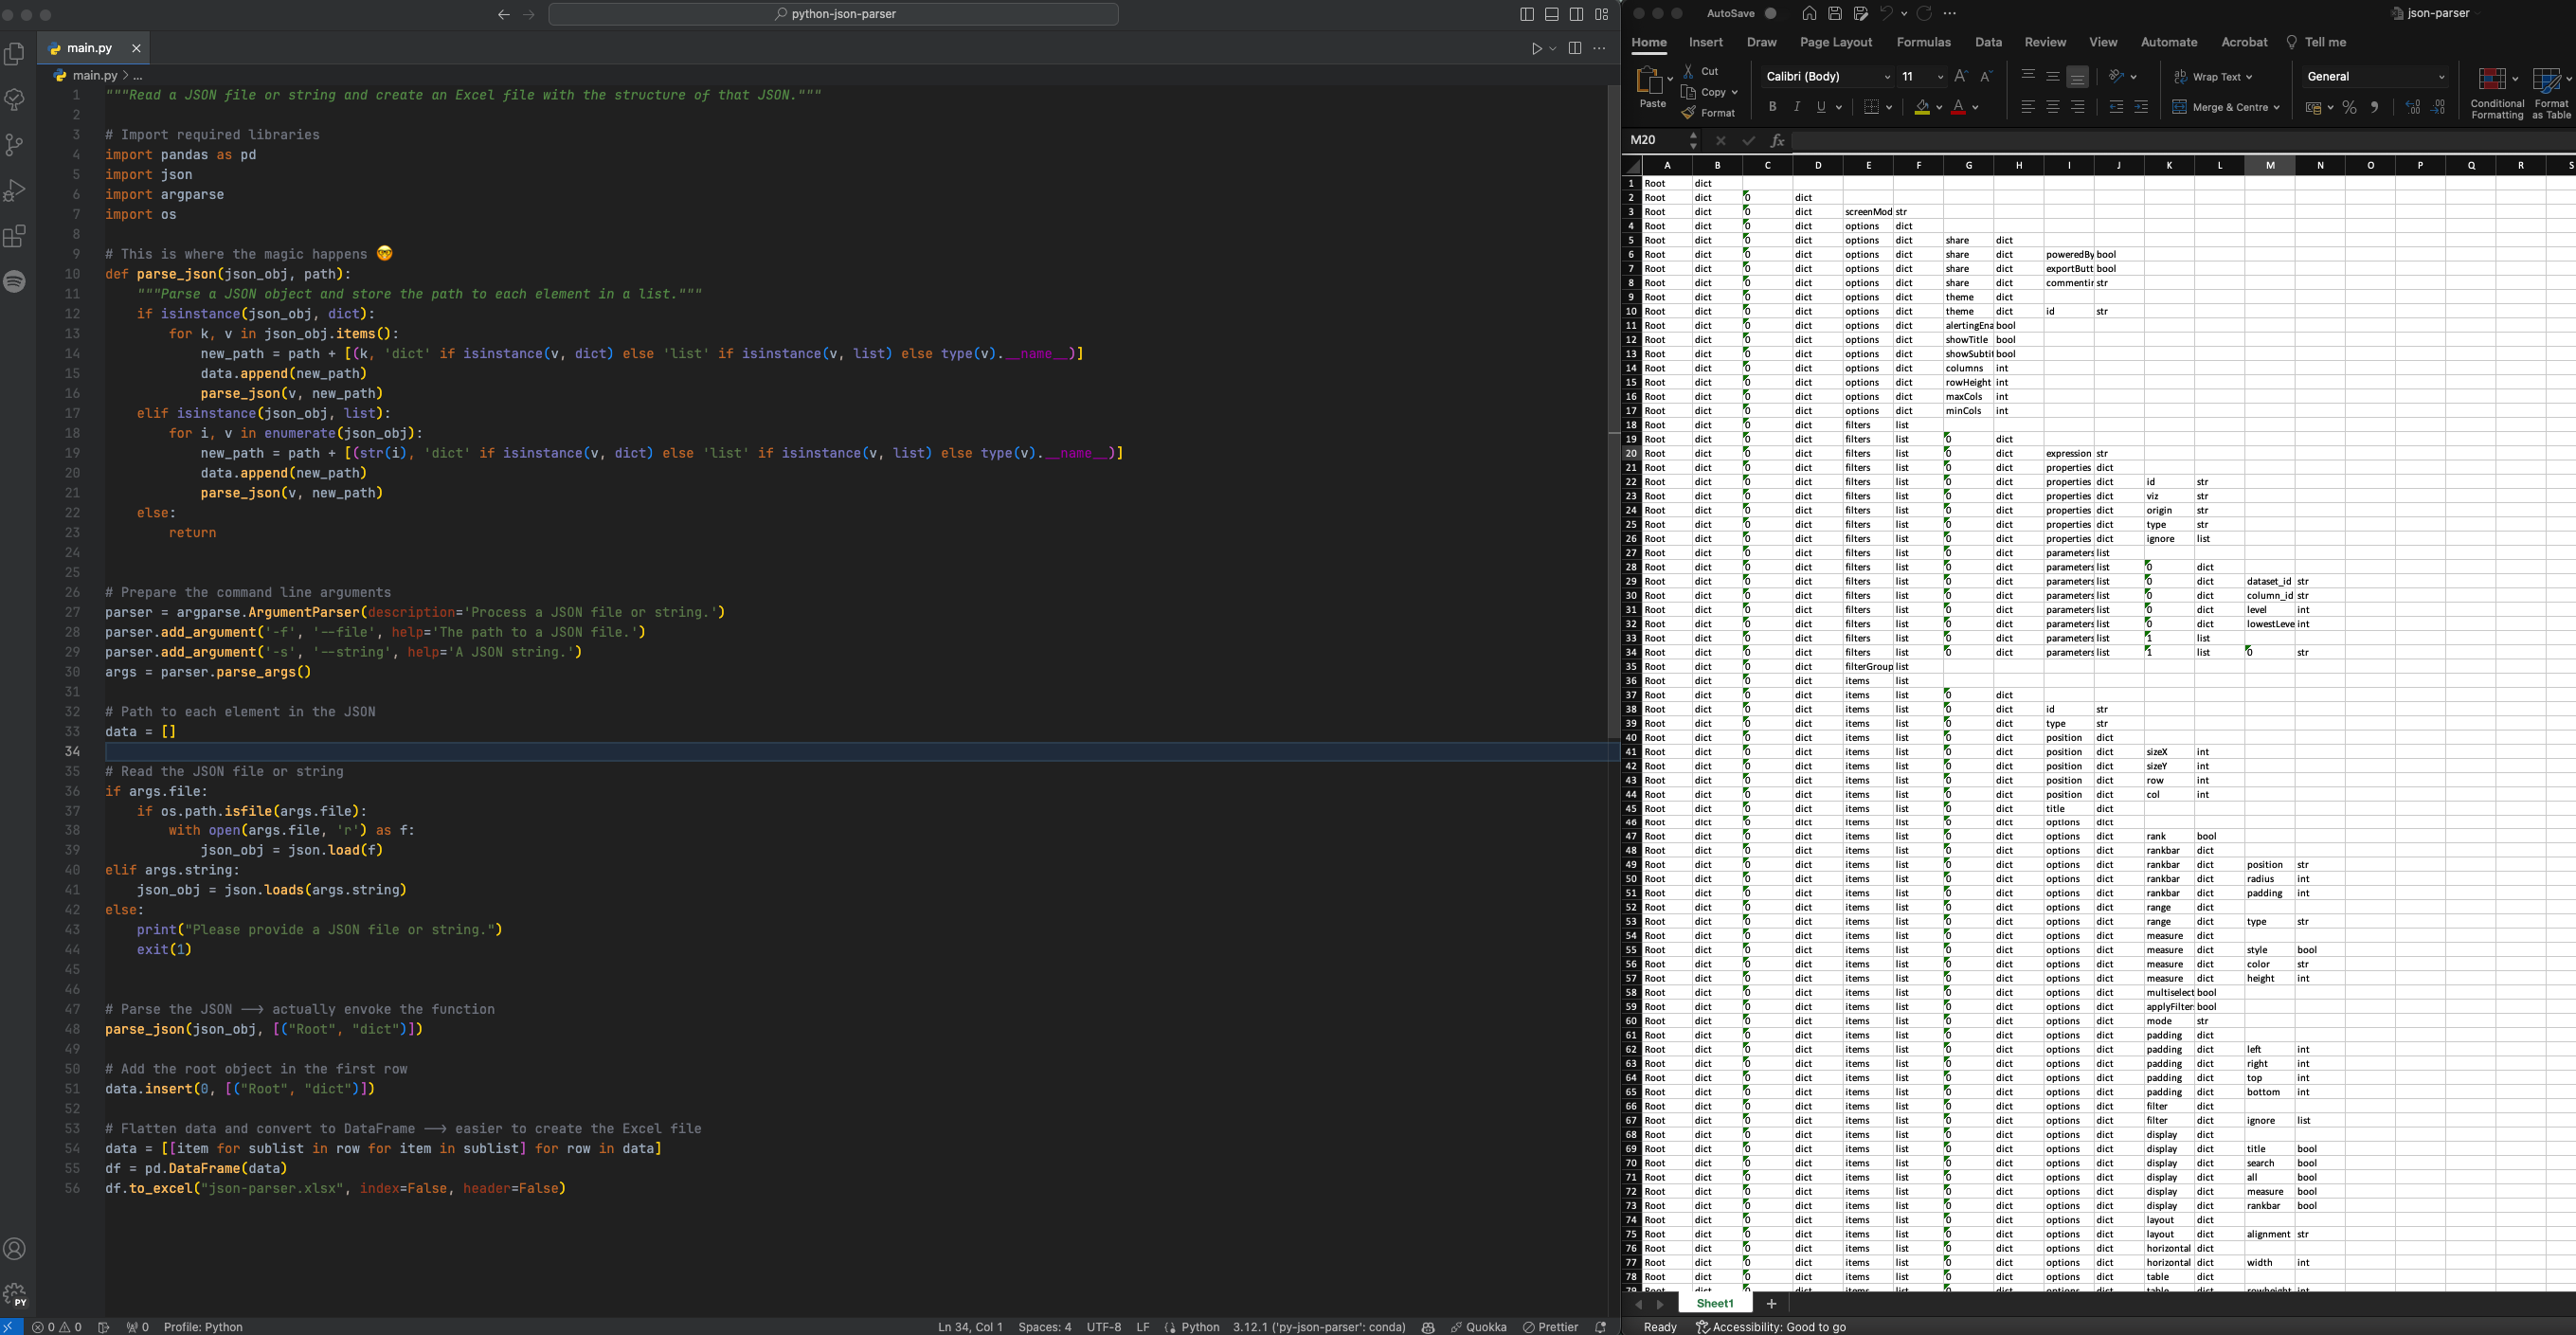 python-json-parser
main.py
main.py > ...
1 """Read a JSON file or string and create an Excel file with the structure of that JSON."""
2
3 # Import required libraries
4 import pandas as pd
5 import json
6 import argparse
7 import os
8
9 # This is where the magic happens 🤓
10 def parse_json(json_obj, path):
11 """Parse a JSON object and store the path to each element in a list."""
12 if isinstance(json_obj, dict):
13 for k, v in json_obj.items():
14 new_path = path + [(k, 'dict' if isinstance(v, dict) else 'list' if isinstance(v, list) else type(v).__name__)]
15 data.append(new_path)
16 parse_json(v, new_path)
17 elif isinstance(json_obj, list):
18 for i, v in enumerate(json_obj):
19 new_path = path + [(str(i), 'dict' if isinstance(v, dict) else 'list' if isinstance(v, list) else type(v).__name__)]
20 data.append(new_path)
21 parse_json(v, new_path)
22 else:
23 return
24
25
26 # Prepare the command line arguments
27 parser = argparse.ArgumentParser(description='Process a JSON file or string.')
28 parser.add_argument('-f', '--file', help='The path to a JSON file.')
29 parser.add_argument('-s', '--string', help='A JSON string.')
30 args = parser.parse_args()
31
32 # Path to each element in the JSON
33 data = []
34
35 # Read the JSON file or string
36 if args.file:
37 if os.path.isfile(args.file):
38 with open(args.file, 'r') as f:
39 json_obj = json.load(f)
40 elif args.string:
41 json_obj = json.loads(args.string)
42 else:
43 print("Please provide a JSON file or string.")
44 exit(1)
45
46
47 # Parse the JSON ⟶ actually envoke the function
48 parse_json(json_obj, [("Root", "dict")])
49
50 # Add the root object in the first row
51 data.insert(0, [("Root", "dict")])
52
53 # Flatten data and convert to DataFrame ⟶ easier to create the Excel file
54 data = [[item for sublist in row for item in sublist] for row in data]
55 df = pd.DataFrame(data)
56 df.to_excel("json-parser.xlsx", index=False, header=False)
PY
0 0 0 Profile: Python Ln 34, Col 1 Spaces: 4 UTF-8 LF Python 3.12.1 ('py-json-parser': conda) Quokka Prettier
AutoSave json-parser
Home Insert Draw Page Layout Formulas Data Review View Automate Acrobat Tell me
Paste Cut Copy Format
Calibri (Body) 11
B I U
Wrap Text
Merge & Centre
General
Conditional Formatting
Format as Table
M20 fx
A B C D E F G H I J K L M N O P Q R S
1 Root dict
2 Root dict 0 dict
3 Root dict 0 dict screenMod str
4 Root dict 0 dict options dict
5 Root dict 0 dict options dict share dict
6 Root dict 0 dict options dict share dict poweredBy bool
7 Root dict 0 dict options dict share dict exportButt bool
8 Root dict 0 dict options dict share dict commentir str
9 Root dict 0 dict options dict theme dict
10 Root dict 0 dict options dict theme dict id str
11 Root dict 0 dict options dict alertingEna bool
12 Root dict 0 dict options dict showTitle bool
13 Root dict 0 dict options dict showSubtit bool
14 Root dict 0 dict options dict columns int
15 Root dict 0 dict options dict rowHeight int
16 Root dict 0 dict options dict maxCols int
17 Root dict 0 dict options dict minCols int
18 Root dict 0 dict filters list
19 Root dict 0 dict filters list 0 dict
20 Root dict 0 dict filters list 0 dict expression str
21 Root dict 0 dict filters list 0 dict properties dict
22 Root dict 0 dict filters list 0 dict properties dict id str
23 Root dict 0 dict filters list 0 dict properties dict viz str
24 Root dict 0 dict filters list 0 dict properties dict origin str
25 Root dict 0 dict filters list 0 dict properties dict type str
26 Root dict 0 dict filters list 0 dict properties dict ignore list
27 Root dict 0 dict filters list 0 dict parameters list
28 Root dict 0 dict filters list 0 dict parameters list 0 dict
29 Root dict 0 dict filters list 0 dict parameters list 0 dict dataset_id str
30 Root dict 0 dict filters list 0 dict parameters list 0 dict column_id str
31 Root dict 0 dict filters list 0 dict parameters list 0 dict level int
32 Root dict 0 dict filters list 0 dict parameters list 0 dict lowestLeve int
33 Root dict 0 dict filters list 0 dict parameters list 1 list
34 Root dict 0 dict filters list 0 dict parameters list 1 list 0 str
35 Root dict 0 dict filterGroup list
36 Root dict 0 dict items list
37 Root dict 0 dict items list 0 dict
38 Root dict 0 dict items list 0 dict id str
39 Root dict 0 dict items list 0 dict type str
40 Root dict 0 dict items list 0 dict position dict
41 Root dict 0 dict items list 0 dict position dict sizeX int
42 Root dict 0 dict items list 0 dict position dict sizeY int
43 Root dict 0 dict items list 0 dict position dict row int
44 Root dict 0 dict items list 0 dict position dict col int
45 Root dict 0 dict items list 0 dict title dict
46 Root dict 0 dict items list 0 dict options dict
47 Root dict 0 dict items list 0 dict options dict rank bool
48 Root dict 0 dict items list 0 dict options dict rankbar dict
49 Root dict 0 dict items list 0 dict options dict rankbar dict position str
50 Root dict 0 dict items list 0 dict options dict rankbar dict radius int
51 Root dict 0 dict items list 0 dict options dict rankbar dict padding int
52 Root dict 0 dict items list 0 dict options dict range dict
53 Root dict 0 dict items list 0 dict options dict range dict type str
54 Root dict 0 dict items list 0 dict options dict measure dict
55 Root dict 0 dict items list 0 dict options dict measure dict style bool
56 Root dict 0 dict items list 0 dict options dict measure dict color str
57 Root dict 0 dict items list 0 dict options dict measure dict height int
58 Root dict 0 dict items list 0 dict options dict multiselect bool
59 Root dict 0 dict items list 0 dict options dict applyFilter bool
60 Root dict 0 dict items list 0 dict options dict mode str
61 Root dict 0 dict items list 0 dict options dict padding dict
62 Root dict 0 dict items list 0 dict options dict padding dict left int
63 Root dict 0 dict items list 0 dict options dict padding dict right int
64 Root dict 0 dict items list 0 dict options dict padding dict top int
65 Root dict 0 dict items list 0 dict options dict padding dict bottom int
66 Root dict 0 dict items list 0 dict options dict filter dict
67 Root dict 0 dict items list 0 dict options dict filter dict ignore list
68 Root dict 0 dict items list 0 dict options dict display dict
69 Root dict 0 dict items list 0 dict options dict display dict title bool
70 Root dict 0 dict items list 0 dict options dict display dict search bool
71 Root dict 0 dict items list 0 dict options dict display dict all bool
72 Root dict 0 dict items list 0 dict options dict display dict measure bool
73 Root dict 0 dict items list 0 dict options dict display dict rankbar bool
74 Root dict 0 dict items list 0 dict options dict layout dict
75 Root dict 0 dict items list 0 dict options dict layout dict alignment str
76 Root dict 0 dict items list 0 dict options dict horizontal dict
77 Root dict 0 dict items list 0 dict options dict horizontal dict width int
78 Root dict 0 dict items list 0 dict options dict table dict
Sheet1
Ready Accessibility: Good to go